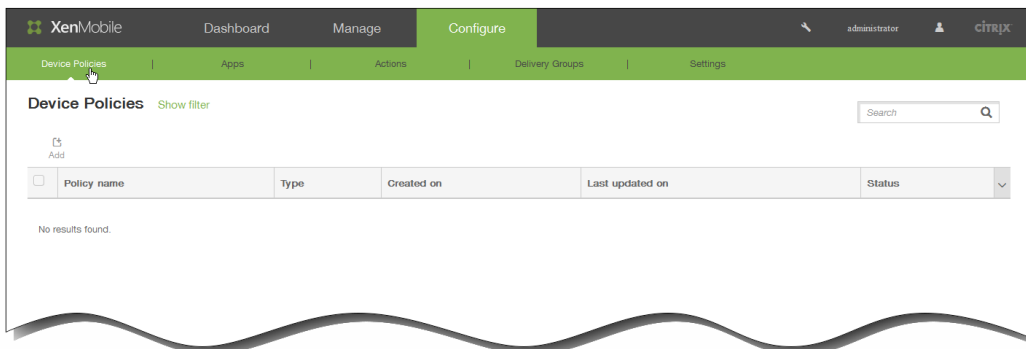 XenMobile Dashboard Manage Configure administrator CITRIX
Device Policies | Apps | Actions | Delivery Groups | Settings
Device Policies Show filter
Search
Add
Policy name Type Created on Last updated on Status
No results found.